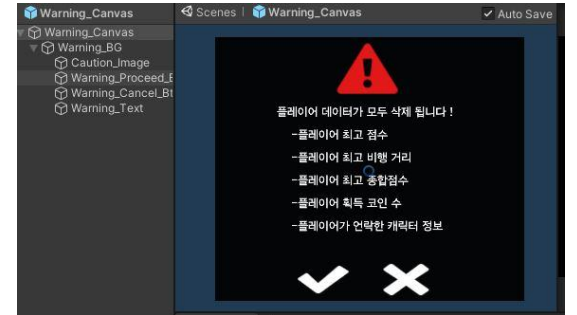 Warning_Canvas
Scenes | Warning_Canvas
Auto Save
Warning_Canvas
Warning_BG
Caution_Image
Warning_Proceed_
Warning_Cancel_Bt
Warning_Text
플레이어 데이터가 모두 삭제 됩니다 !
-플레이어 최고 점수
-플레이어 최고 비행 거리
-플레이어 최고 종합점수
-플레이어 획득 코인 수
-플레이어가 언락한 캐릭터 정보